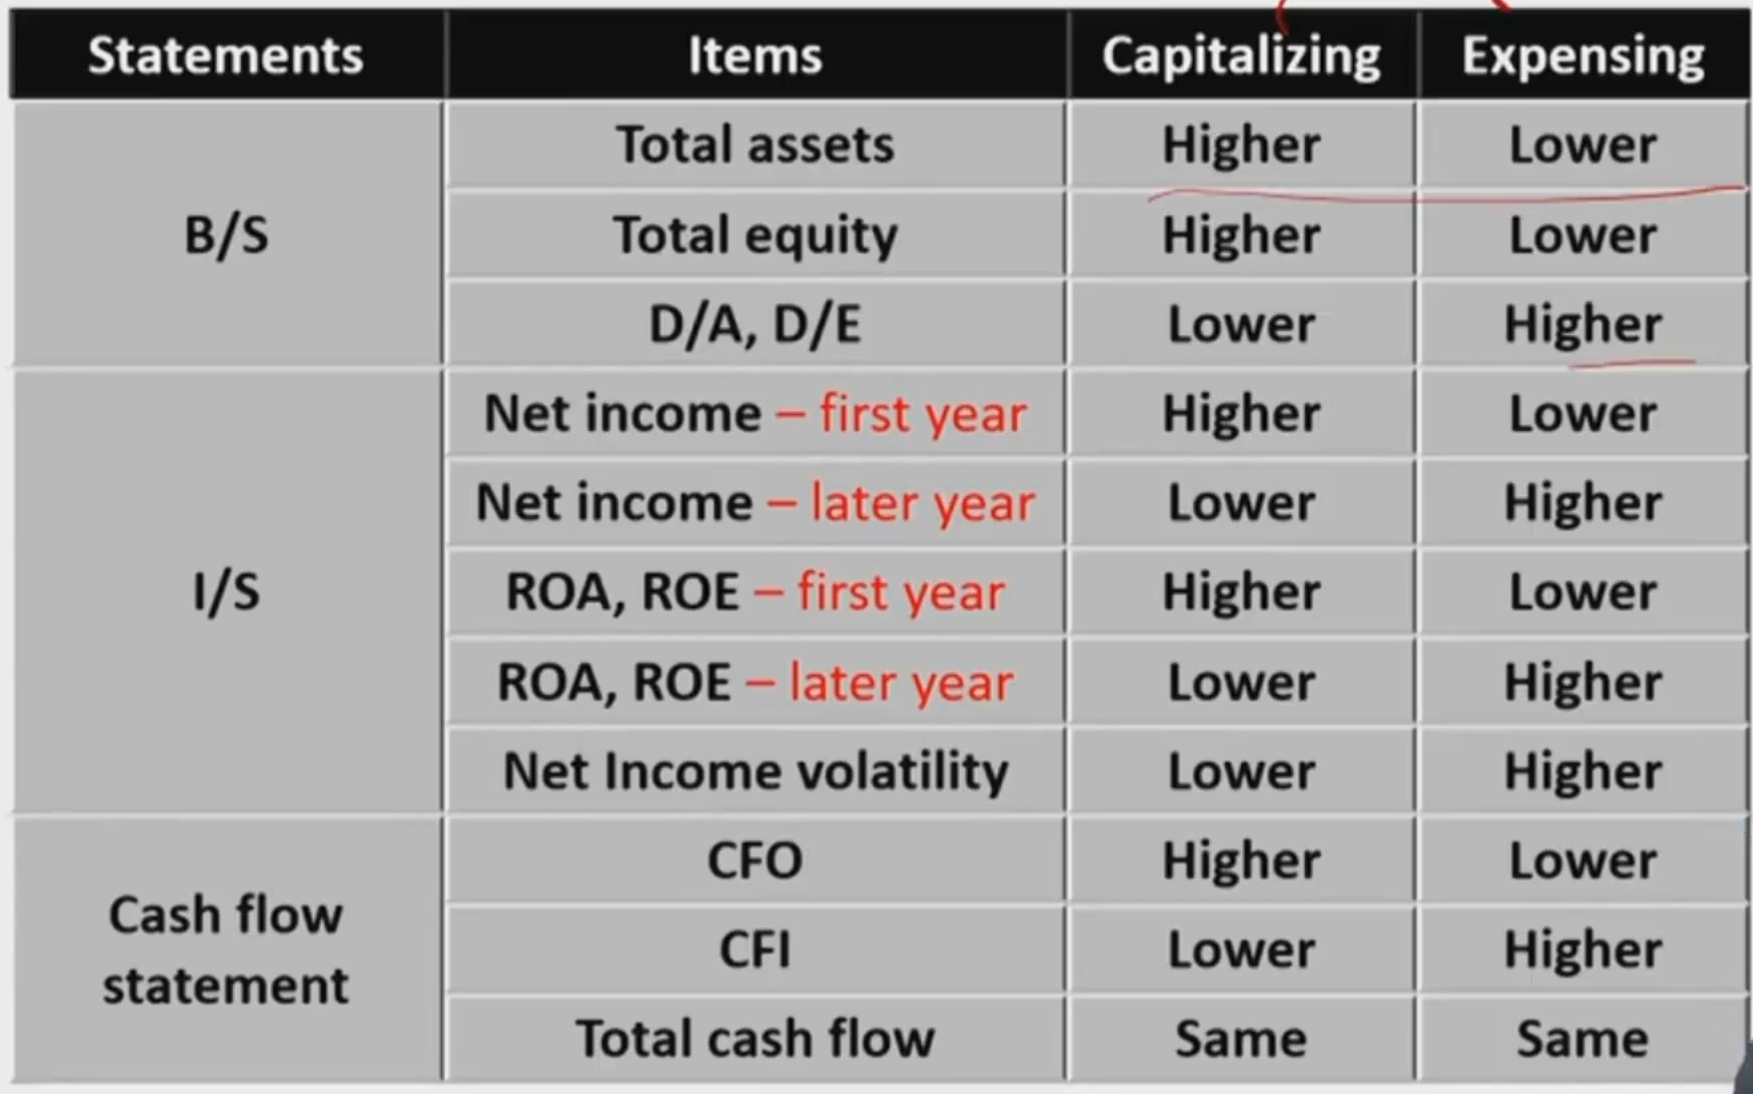 Statements Items Capitalizing Expensing
Total assets Higher Lower
B/S Total equity Higher Lower
D/A, D/E Lower Higher
Net income – first year Higher Lower
Net income – later year Lower Higher
I/S ROA, ROE – first year Higher Lower
ROA, ROE – later year Lower Higher
Net Income volatility Lower Higher
CFO Higher Lower
Cash flow
statement CFI Lower Higher
Total cash flow Same Same